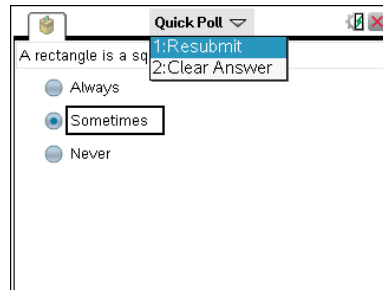 Quick Poll
1:Resubmit
2:Clear Answer
A rectangle is a sq
Always
Sometimes
Never